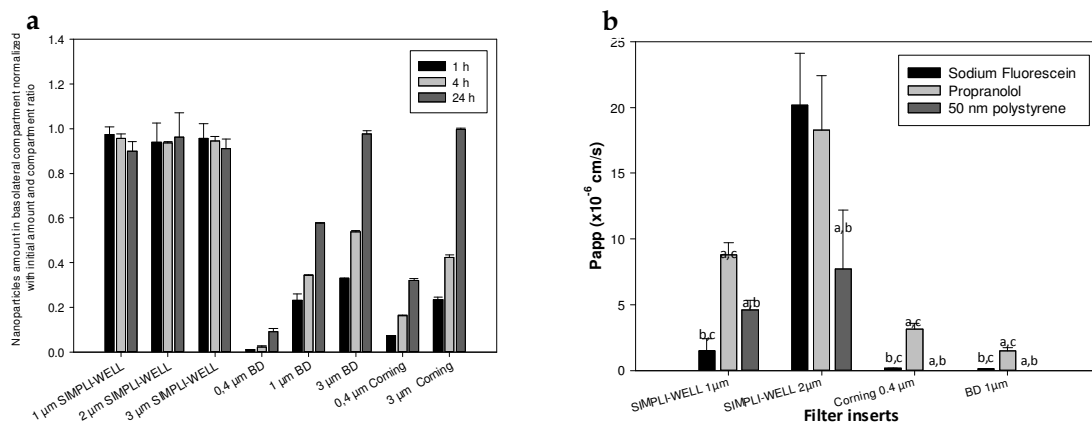 a
Nanoparticles amount in basolateral compartment normalized
with initial amount and compartment ratio
1.4
1.2
1.0
0.8
0.6
0.4
0.2
0.0
1 h
4 h
24 h
1 µm SIMPLI-WELL
2 µm SIMPLI-WELL
3 µm SIMPLI-WELL
0,4 µm BD
1 µm BD
3 µm BD
0,4 µm Corning
3 µm Corning
b
Papp (x10⁻⁶ cm/s)
25
20
15
10
5
0
Sodium Fluorescein
Propranolol
50 nm polystyrene
b,c
a,c
a,b
a,b
b,c
a,c
a,b
b,c
a,c
a,b
SIMPLI-WELL 1µm
SIMPLI-WELL 2µm
Corning 0.4 µm
BD 1µm
Filter inserts